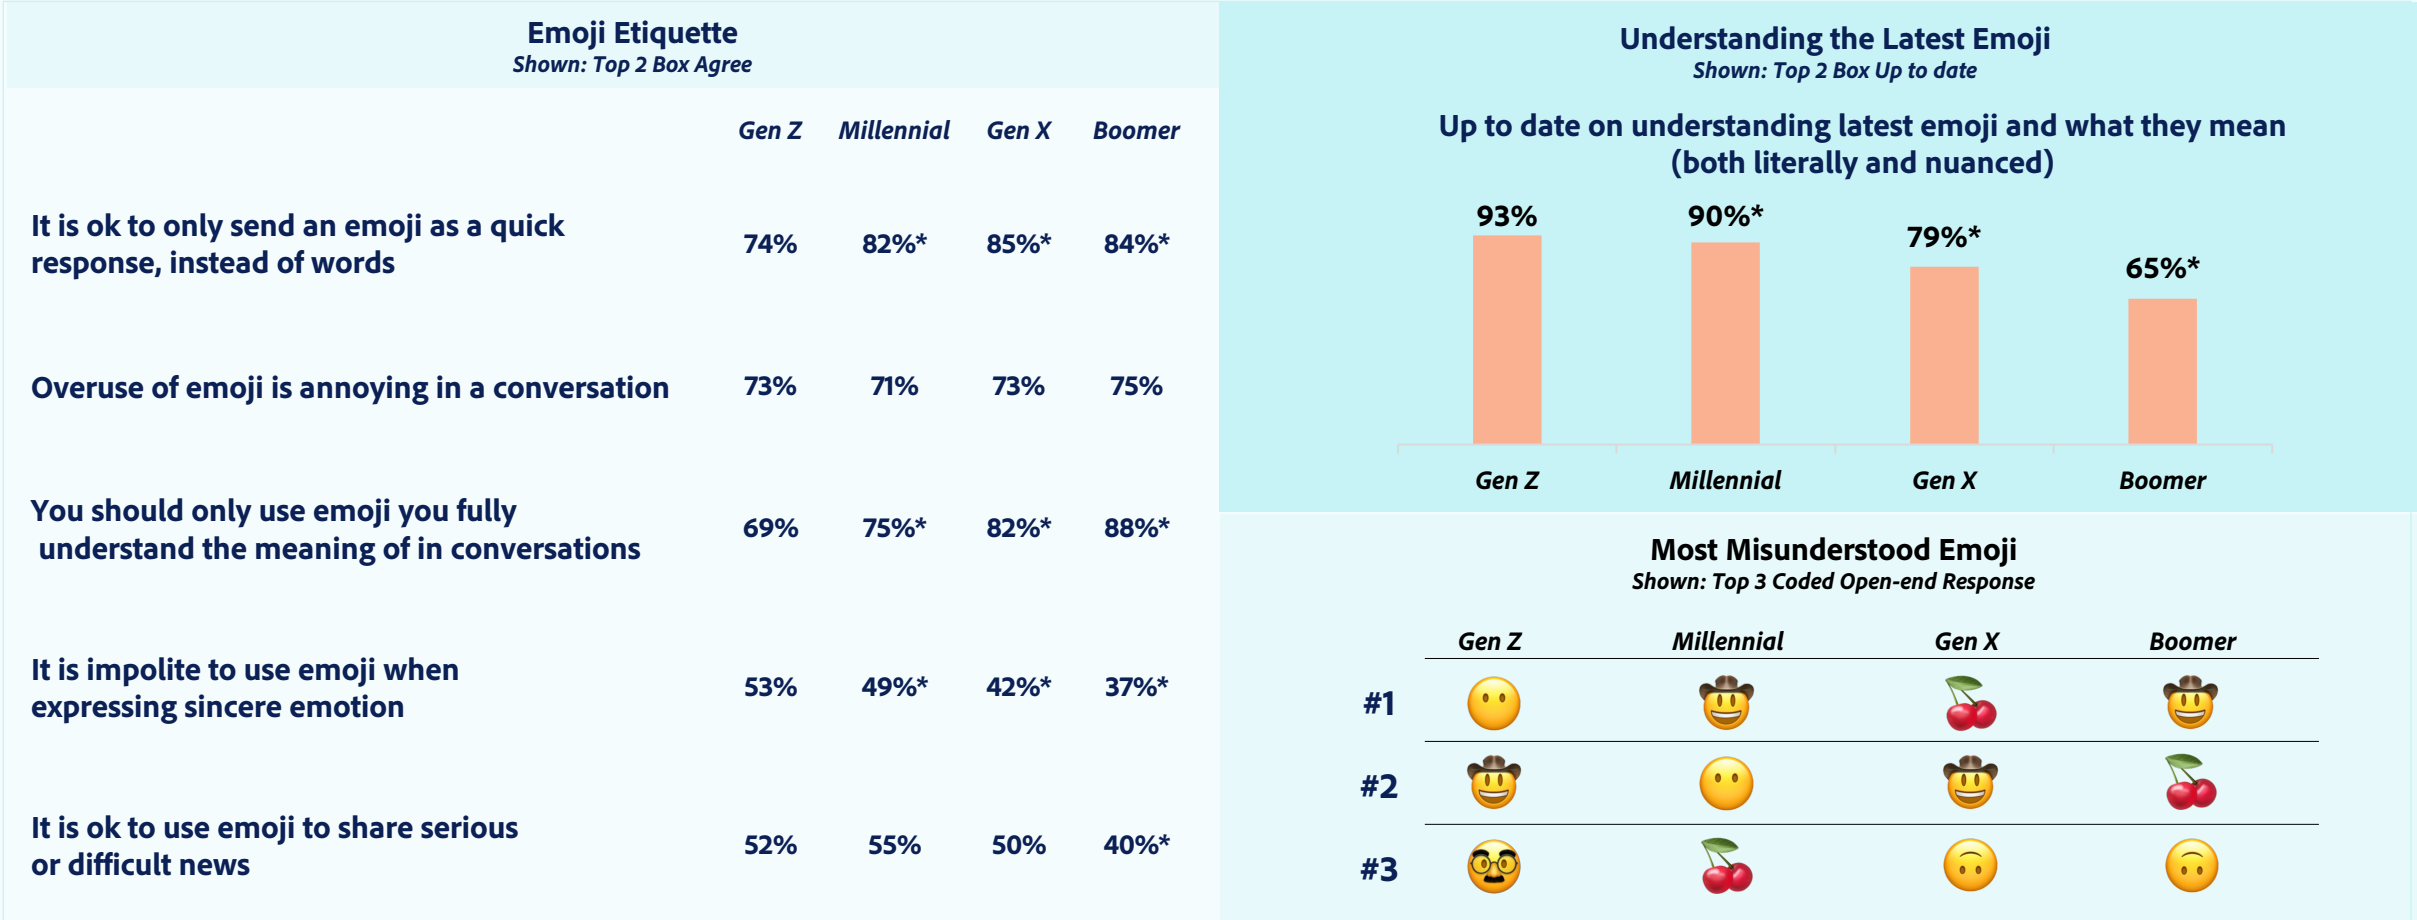 Emoji Etiquette
Shown: Top 2 Box Agree
Gen Z Millennial Gen X Boomer
It is ok to only send an emoji as a quick
response, instead of words
74% 82%* 85%* 84%*
Overuse of emoji is annoying in a conversation 73% 71% 73% 75%
You should only use emoji you fully
understand the meaning of in conversations
69% 75%* 82%* 88%*
It is impolite to use emoji when
expressing sincere emotion
53% 49%* 42%* 37%*
It is ok to use emoji to share serious
or difficult news
52% 55% 50% 40%*
Understanding the Latest Emoji
Shown: Top 2 Box Up to date
Up to date on understanding latest emoji and what they mean
(both literally and nuanced)
93% 90%* 79%* 65%*
Gen Z Millennial Gen X Boomer
Most Misunderstood Emoji
Shown: Top 3 Coded Open-end Response
Gen Z Millennial Gen X Boomer
#1
#2
#3